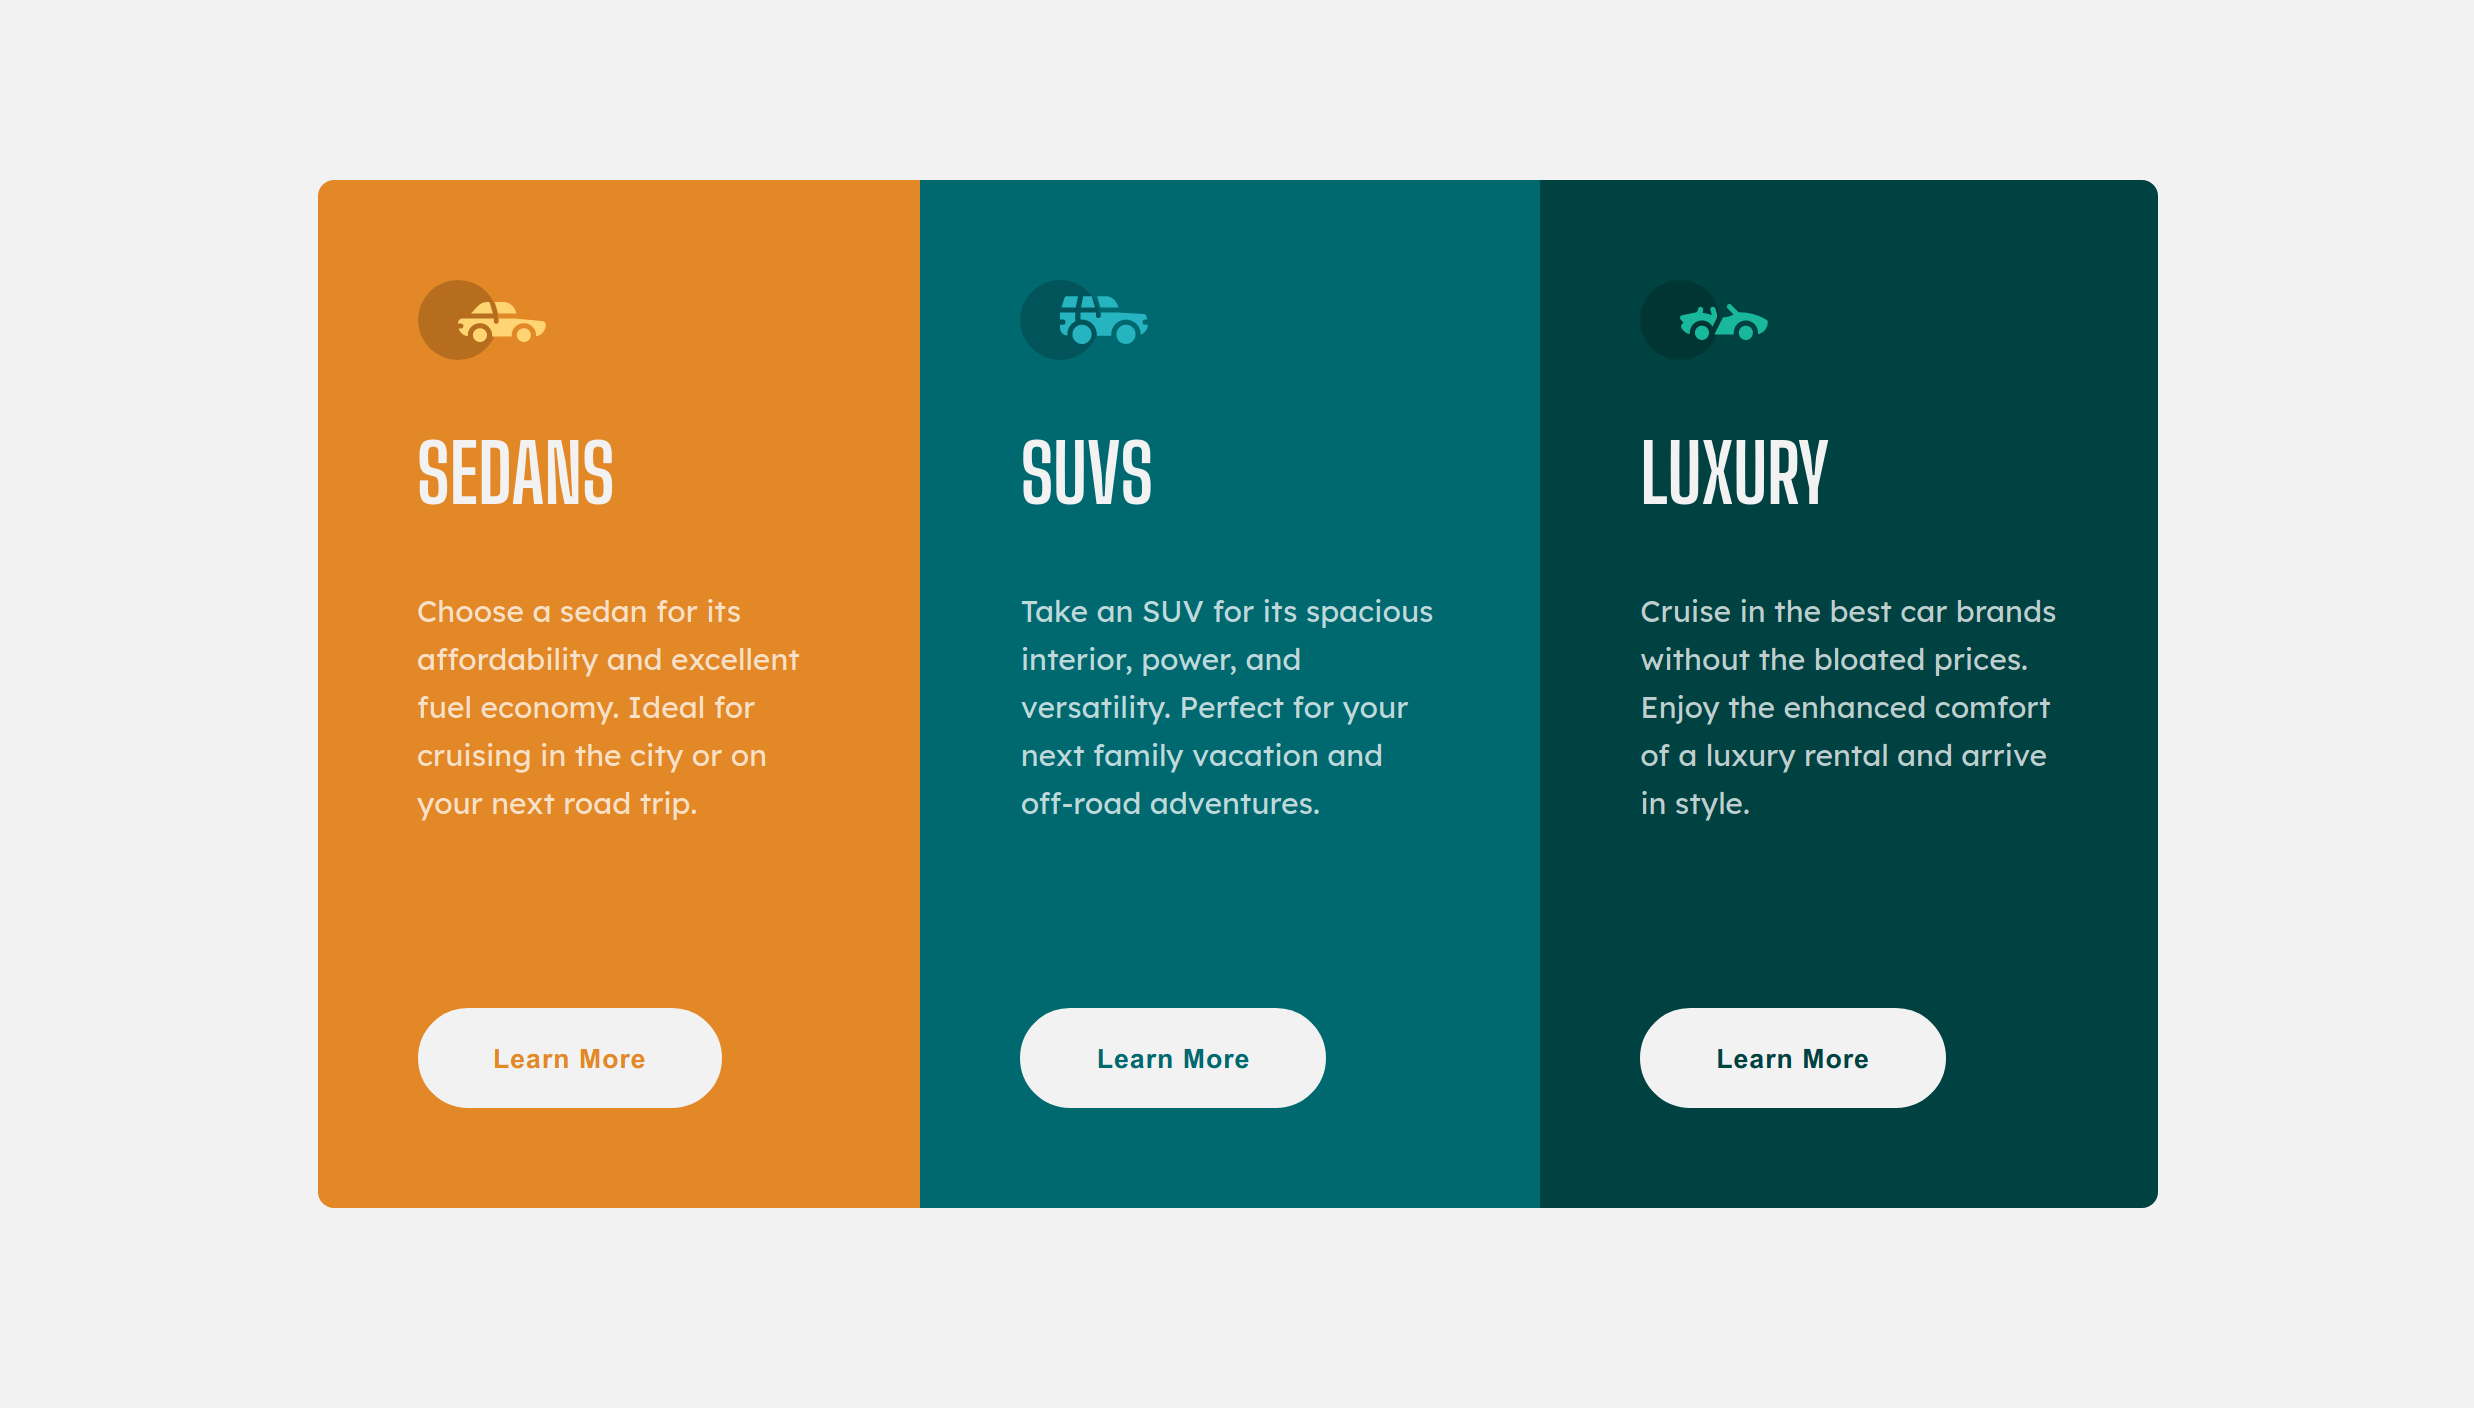 SEDANS
Choose a sedan for its
affordability and excellent
fuel economy. Ideal for
cruising in the city or on
your next road trip.
Learn More
SUVS
Take an SUV for its spacious
interior, power, and
versatility. Perfect for your
next family vacation and
off-road adventures.
Learn More
LUXURY
Cruise in the best car brands
without the bloated prices.
Enjoy the enhanced comfort
of a luxury rental and arrive
in style.
Learn More